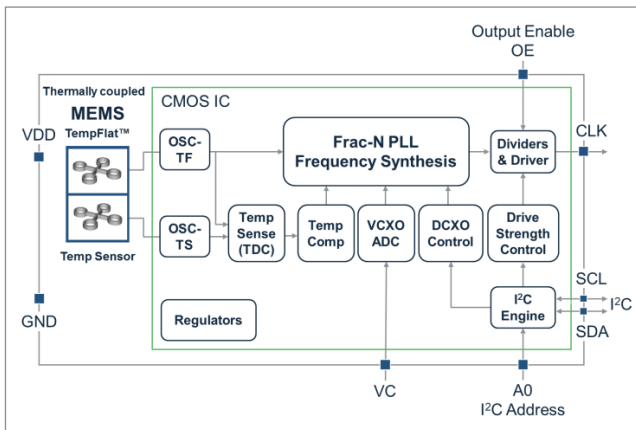 Output Enable
OE
Thermally coupled
MEMS
TempFlat™
CMOS IC
VDD
OSC-
TF
Frac-N PLL
Frequency Synthesis
Dividers
& Driver
CLK
Temp Sensor
OSC-
TS
Temp
Sense
(TDC)
Temp
Comp
VCXO
ADC
DCXO
Control
Drive
Strength
Control
GND
Regulators
I²C
Engine
SCL
I²C
SDA
VC
A0
I²C Address